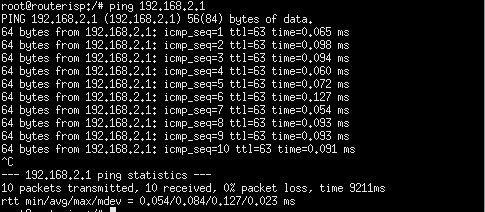 root@routerisp:/# ping 192.168.2.1
PING 192.168.2.1 (192.168.2.1) 56(84) bytes of data.
64 bytes from 192.168.2.1: icmp_seq=1 ttl=63 time=0.065 ms
64 bytes from 192.168.2.1: icmp_seq=2 ttl=63 time=0.098 ms
64 bytes from 192.168.2.1: icmp_seq=3 ttl=63 time=0.094 ms
64 bytes from 192.168.2.1: icmp_seq=4 ttl=63 time=0.060 ms
64 bytes from 192.168.2.1: icmp_seq=5 ttl=63 time=0.072 ms
64 bytes from 192.168.2.1: icmp_seq=6 ttl=63 time=0.127 ms
64 bytes from 192.168.2.1: icmp_seq=7 ttl=63 time=0.054 ms
64 bytes from 192.168.2.1: icmp_seq=8 ttl=63 time=0.093 ms
64 bytes from 192.168.2.1: icmp_seq=9 ttl=63 time=0.093 ms
64 bytes from 192.168.2.1: icmp_seq=10 ttl=63 time=0.091 ms
^C
--- 192.168.2.1 ping statistics ---
10 packets transmitted, 10 received, 0% packet loss, time 9211ms
rtt min/avg/max/mdev = 0.054/0.084/0.127/0.023 ms
root@routerisp:/#